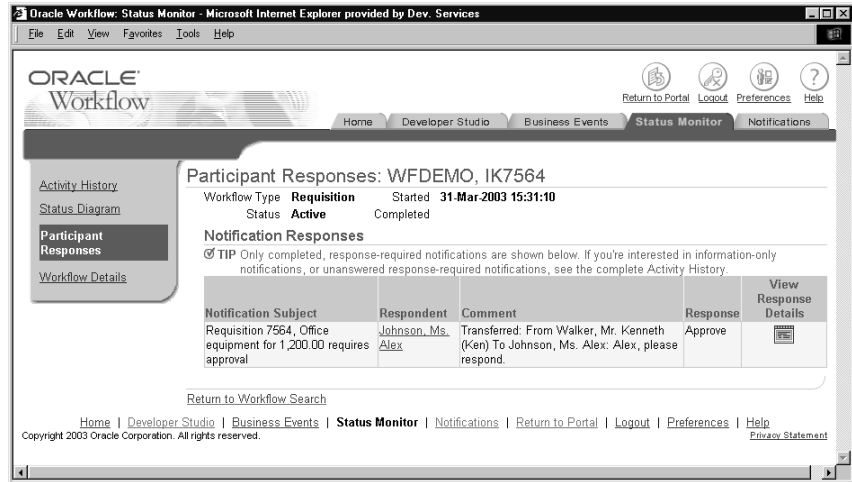 Oracle Workflow: Status Monitor - Microsoft Internet Explorer provided by Dev. Services
File Edit View Favorites Tools Help
ORACLE
Workflow
Return to Portal Logout Preferences Help
Home Developer Studio Business Events Status Monitor Notifications
Activity History
Status Diagram
Participant
Responses
Workflow Details
Participant Responses: WFDEMO, IK7564
Workflow Type Requisition Started 31-Mar-2003 15:31:10
Status Active Completed
Notification Responses
TIP Only completed, response-required notifications are shown below. If you're interested in information-only
notifications, or unanswered response-required notifications, see the complete Activity History.
View
Response
Notification Subject Respondent Comment Response Details
Requisition 7564, Office Johnson, Ms. Transferred: From Walker, Mr. Kenneth Approve
equipment for 1,200.00 requires Alex (Ken) To Johnson, Ms. Alex: Alex, please
approval respond.
Return to Workflow Search
Home | Developer Studio | Business Events | Status Monitor | Notifications | Return to Portal | Logout | Preferences | Help
Copyright 2003 Oracle Corporation. All rights reserved. Privacy Statement